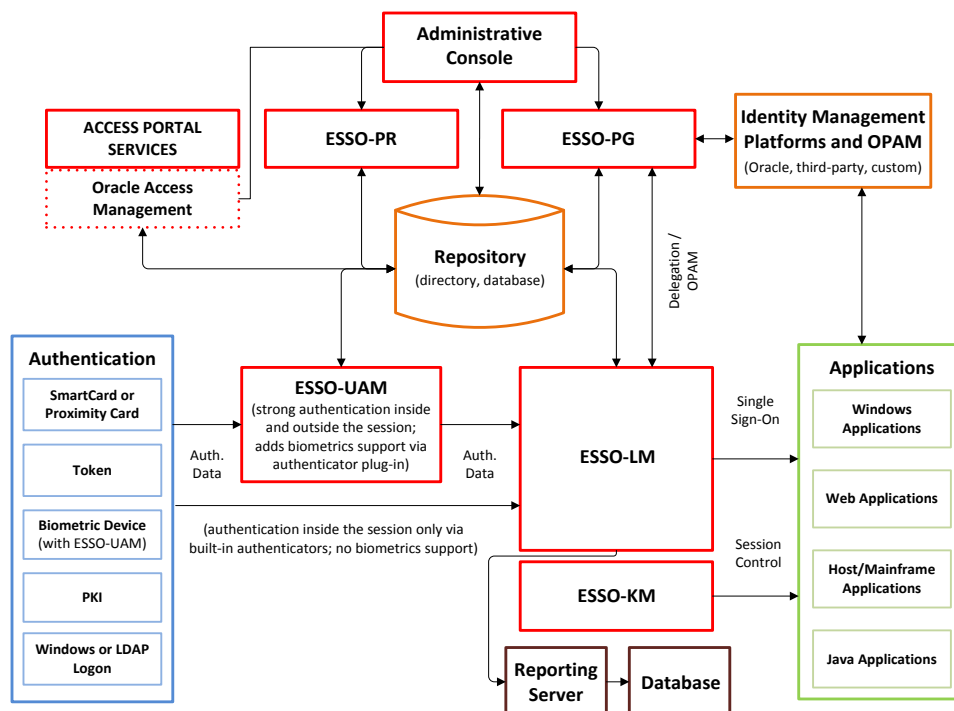 Administrative
Console
ACCESS PORTAL
SERVICES
Oracle Access
Management
ESSO-PR
ESSO-PG
Identity Management
Platforms and OPAM
(Oracle, third-party, custom)
Repository
(directory, database)
Delegation /
OPAM
Authentication
SmartCard or
Proximity Card
Token
Biometric Device
(with ESSO-UAM)
PKI
Windows or LDAP
Logon
Auth.
Data
ESSO-UAM
(strong authentication inside
and outside the session;
adds biometrics support via
authenticator plug-in)
Auth.
Data
(authentication inside the session only via
built-in authenticators; no biometrics support)
ESSO-LM
ESSO-KM
Single
Sign-On
Session
Control
Applications
Windows
Applications
Web Applications
Host/Mainframe
Applications
Java Applications
Reporting
Server
Database